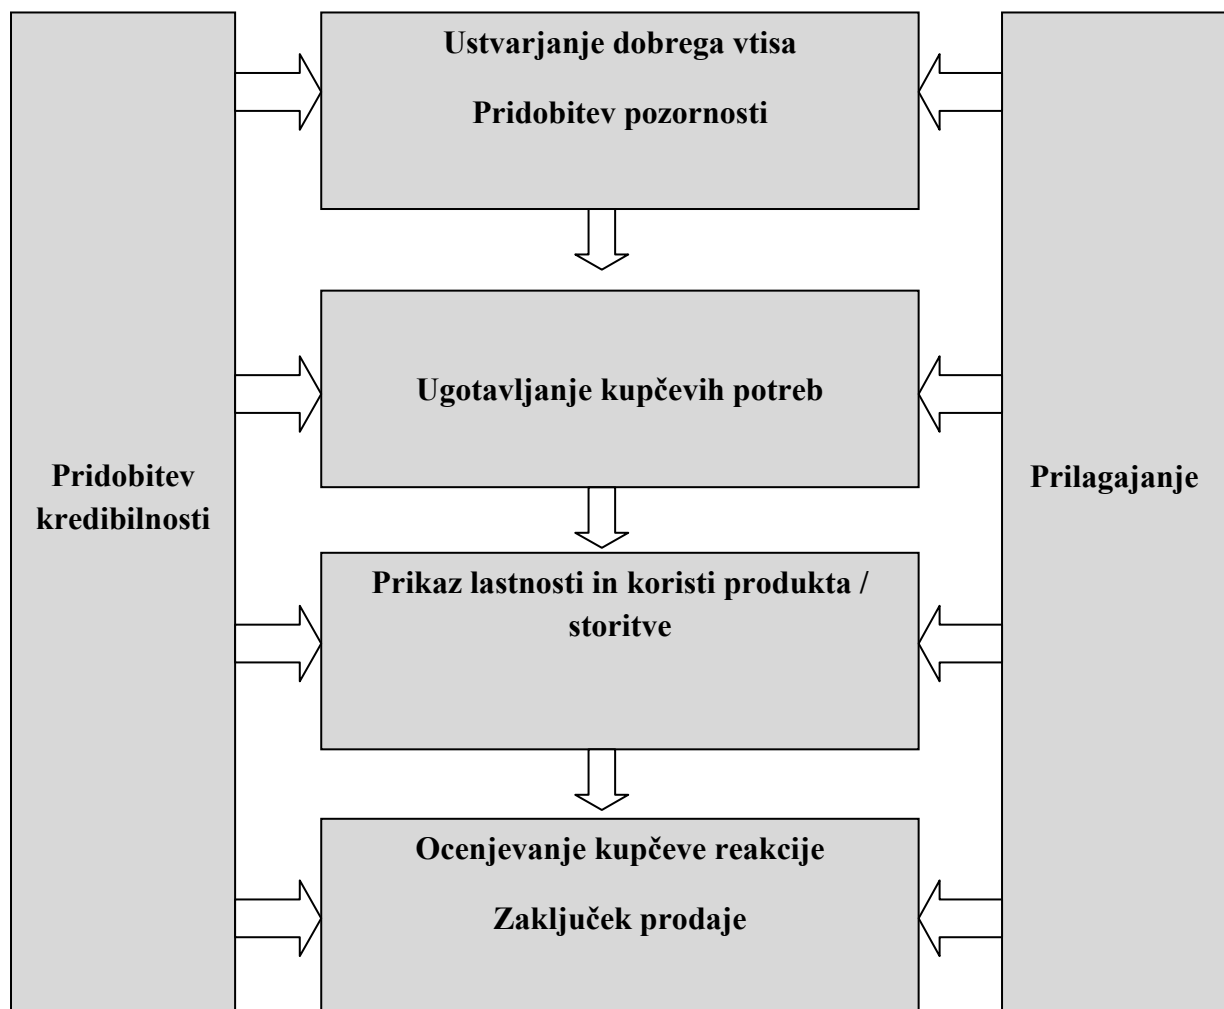 Ustvarjanje dobrega vtisa
Pridobitev pozornosti
Ugotavljanje kupčevih potreb
Pridobitev
kredibilnosti
Prilagajanje
Prikaz lastnosti in koristi produkta /
storitve
Ocenjevanje kupčeve reakcije
Zaključek prodaje